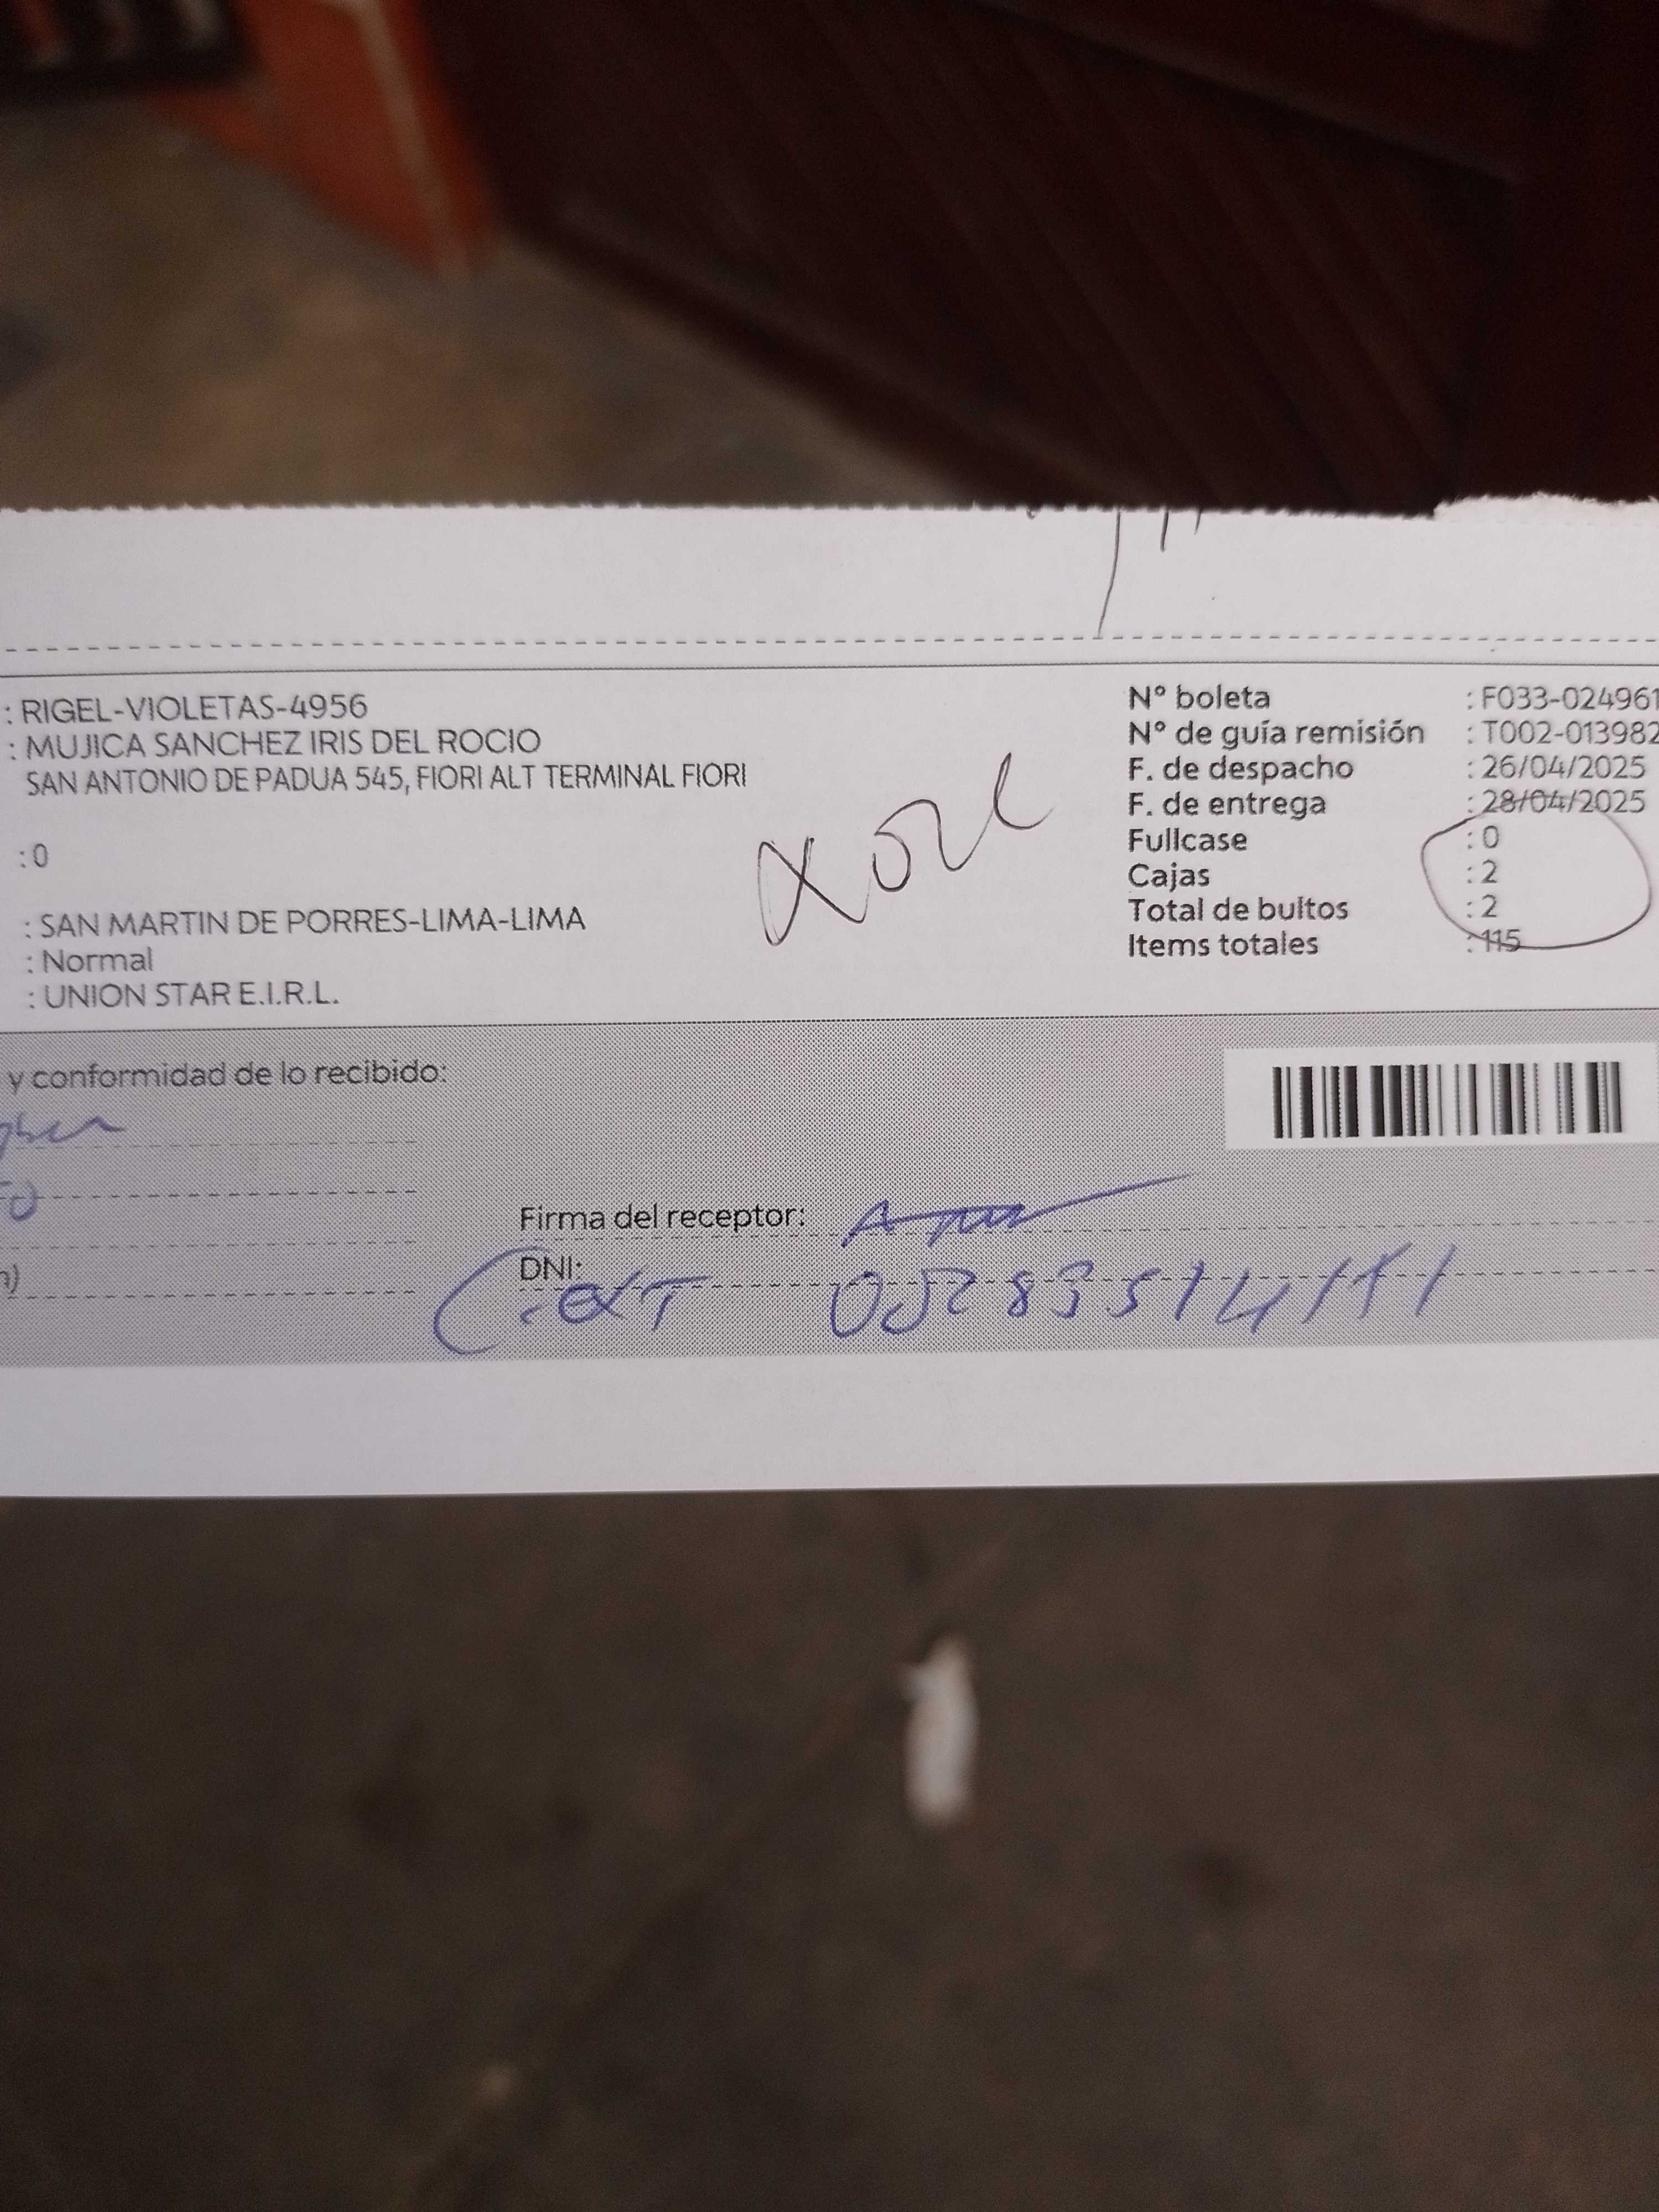 : RIGEL-VIOLETAS-4956
: MUJICA SANCHEZ IRIS DEL ROCIO
SAN ANTONIO DE PADUA 545, FIORI ALT TERMINAL FIORI
: 0
: SAN MARTIN DE PORRES-LIMA-LIMA
: Normal
: UNION STAR E.I.R.L.
N° boleta : F033-024961
N° de guía remisión : T002-013982
F. de despacho : 26/04/2025
F. de entrega : 28/04/2025
Fullcase : 0
Cajas : 2
Total de bultos : 2
Items totales : 115
y conformidad de lo recibido:
Firma del receptor:
DNI: